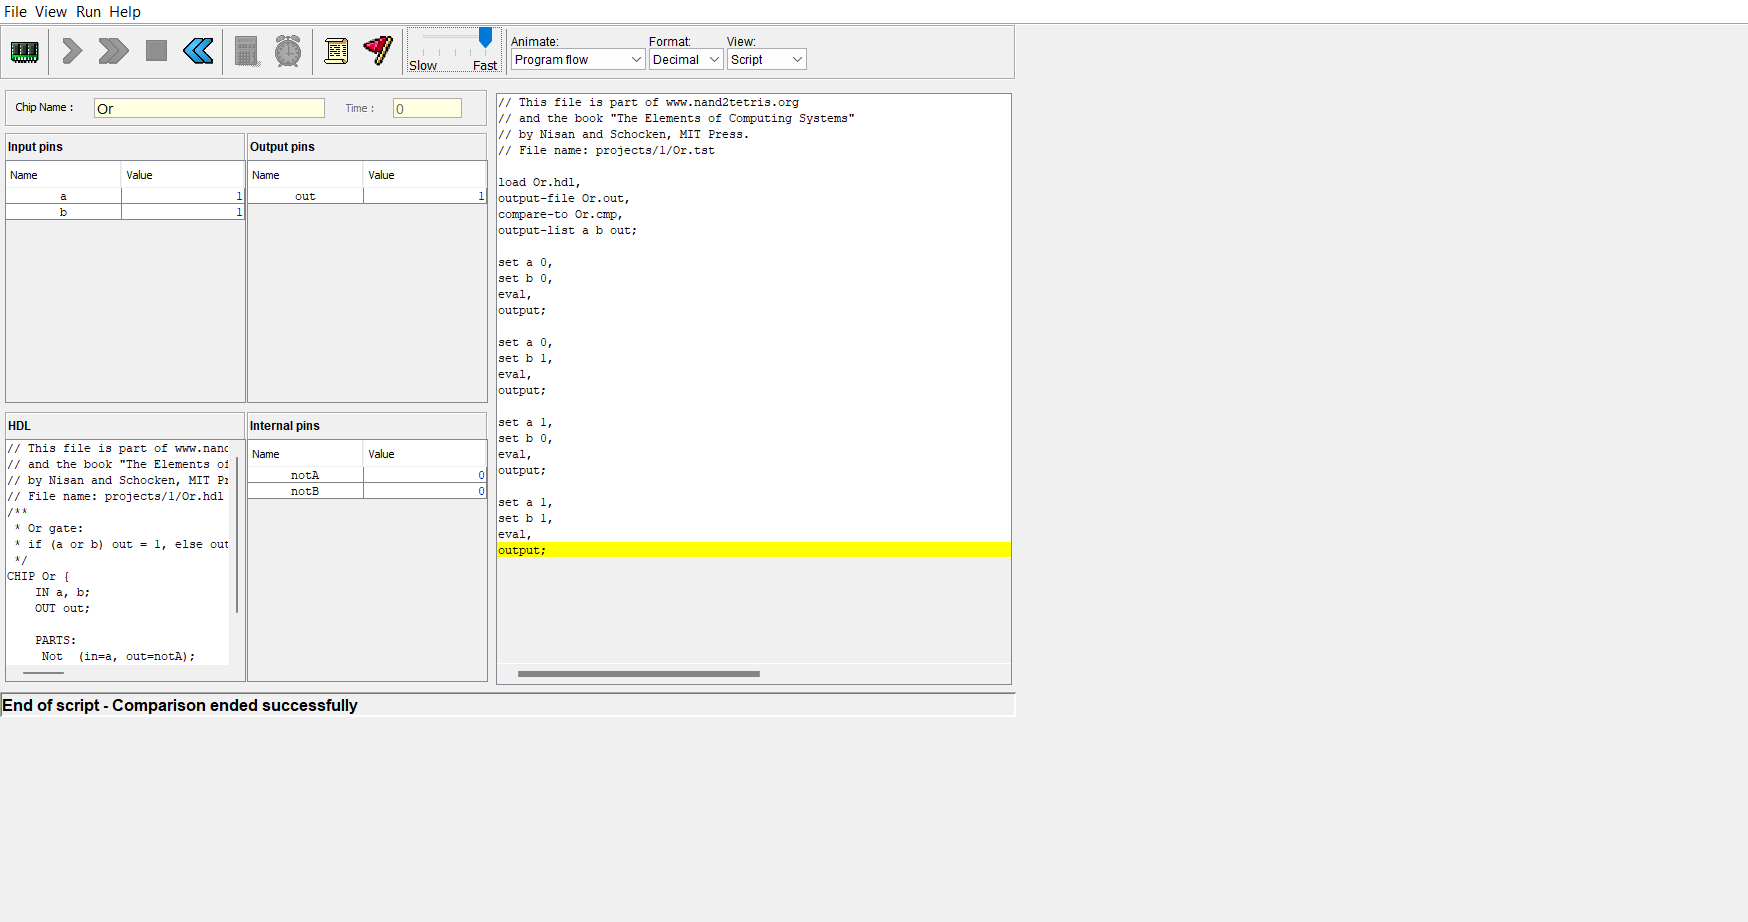 File View Run Help
Slow Fast
Animate: Format: View:
Program flow Decimal Script
Chip Name : Or Time : 0
Input pins
Name Value
a 1
b 1
Output pins
Name Value
out 1
HDL
// This file is part of www.nand
// and the book "The Elements of
// by Nisan and Schocken, MIT Pr
// File name: projects/1/Or.hdl
/**
* Or gate:
* if (a or b) out = 1, else out
*/
CHIP Or {
IN a, b;
OUT out;
PARTS:
Not (in=a, out=notA);
Internal pins
Name Value
notA 0
notB 0
// This file is part of www.nand2tetris.org
// and the book "The Elements of Computing Systems"
// by Nisan and Schocken, MIT Press.
// File name: projects/1/Or.tst
load Or.hdl,
output-file Or.out,
compare-to Or.cmp,
output-list a b out;
set a 0,
set b 0,
eval,
output;
set a 0,
set b 1,
eval,
output;
set a 1,
set b 0,
eval,
output;
set a 1,
set b 1,
eval,
output;
End of script - Comparison ended successfully